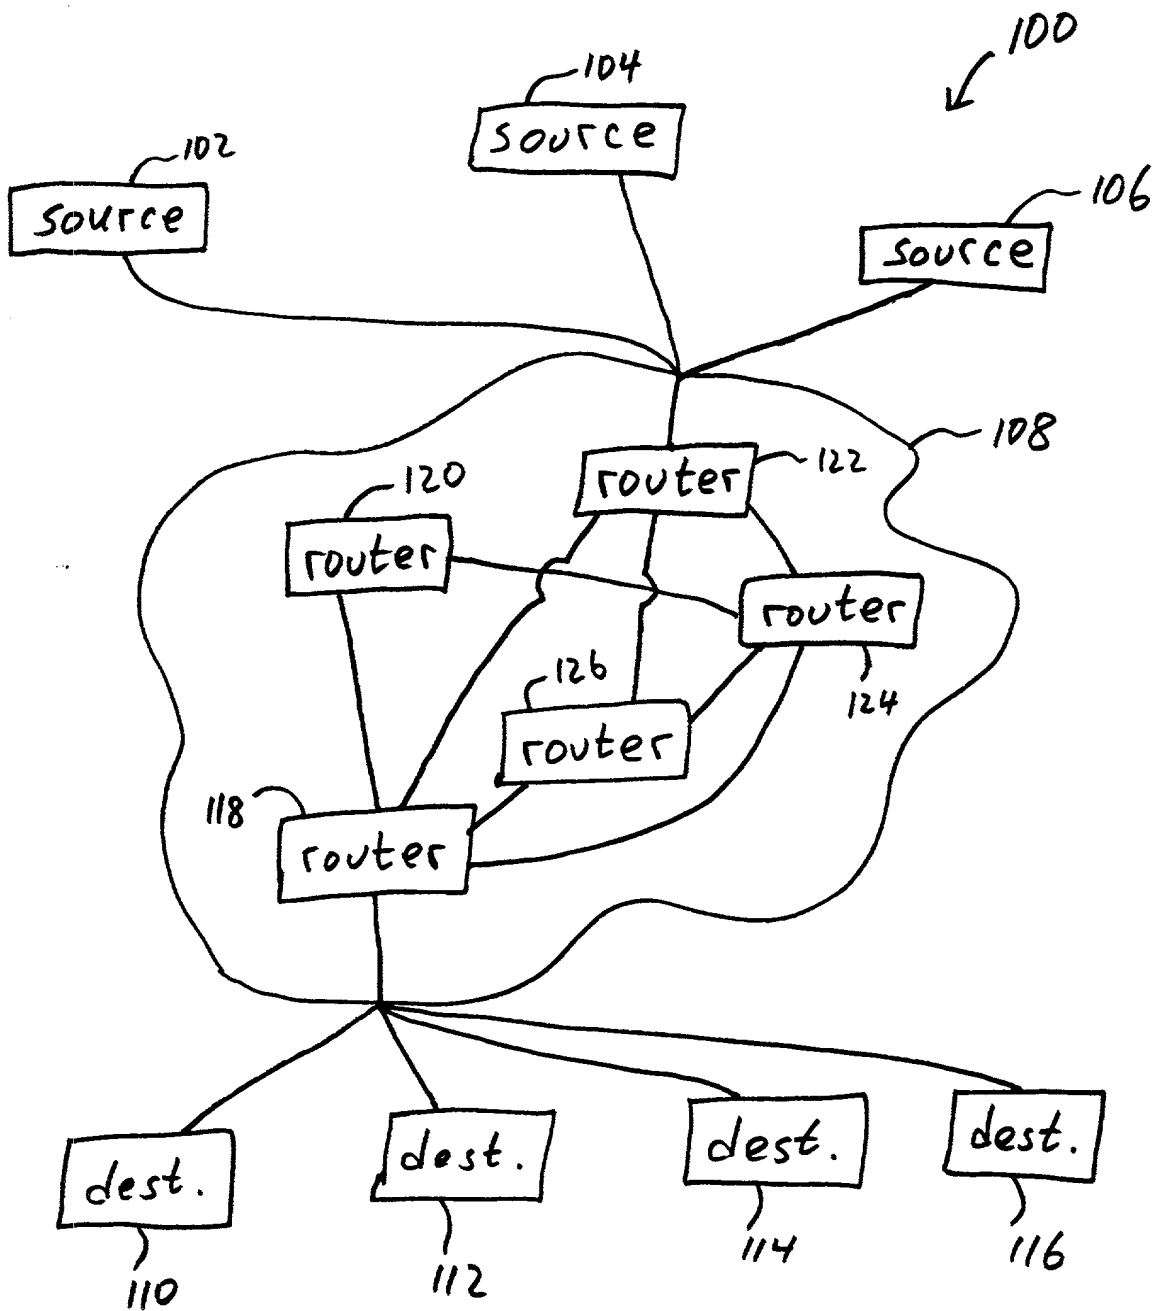 100
104
source
102
source
106
source
108
122
router
120
router
router
124
126
router
118
router
dest.
dest.
dest.
dest.
110
112
114
116